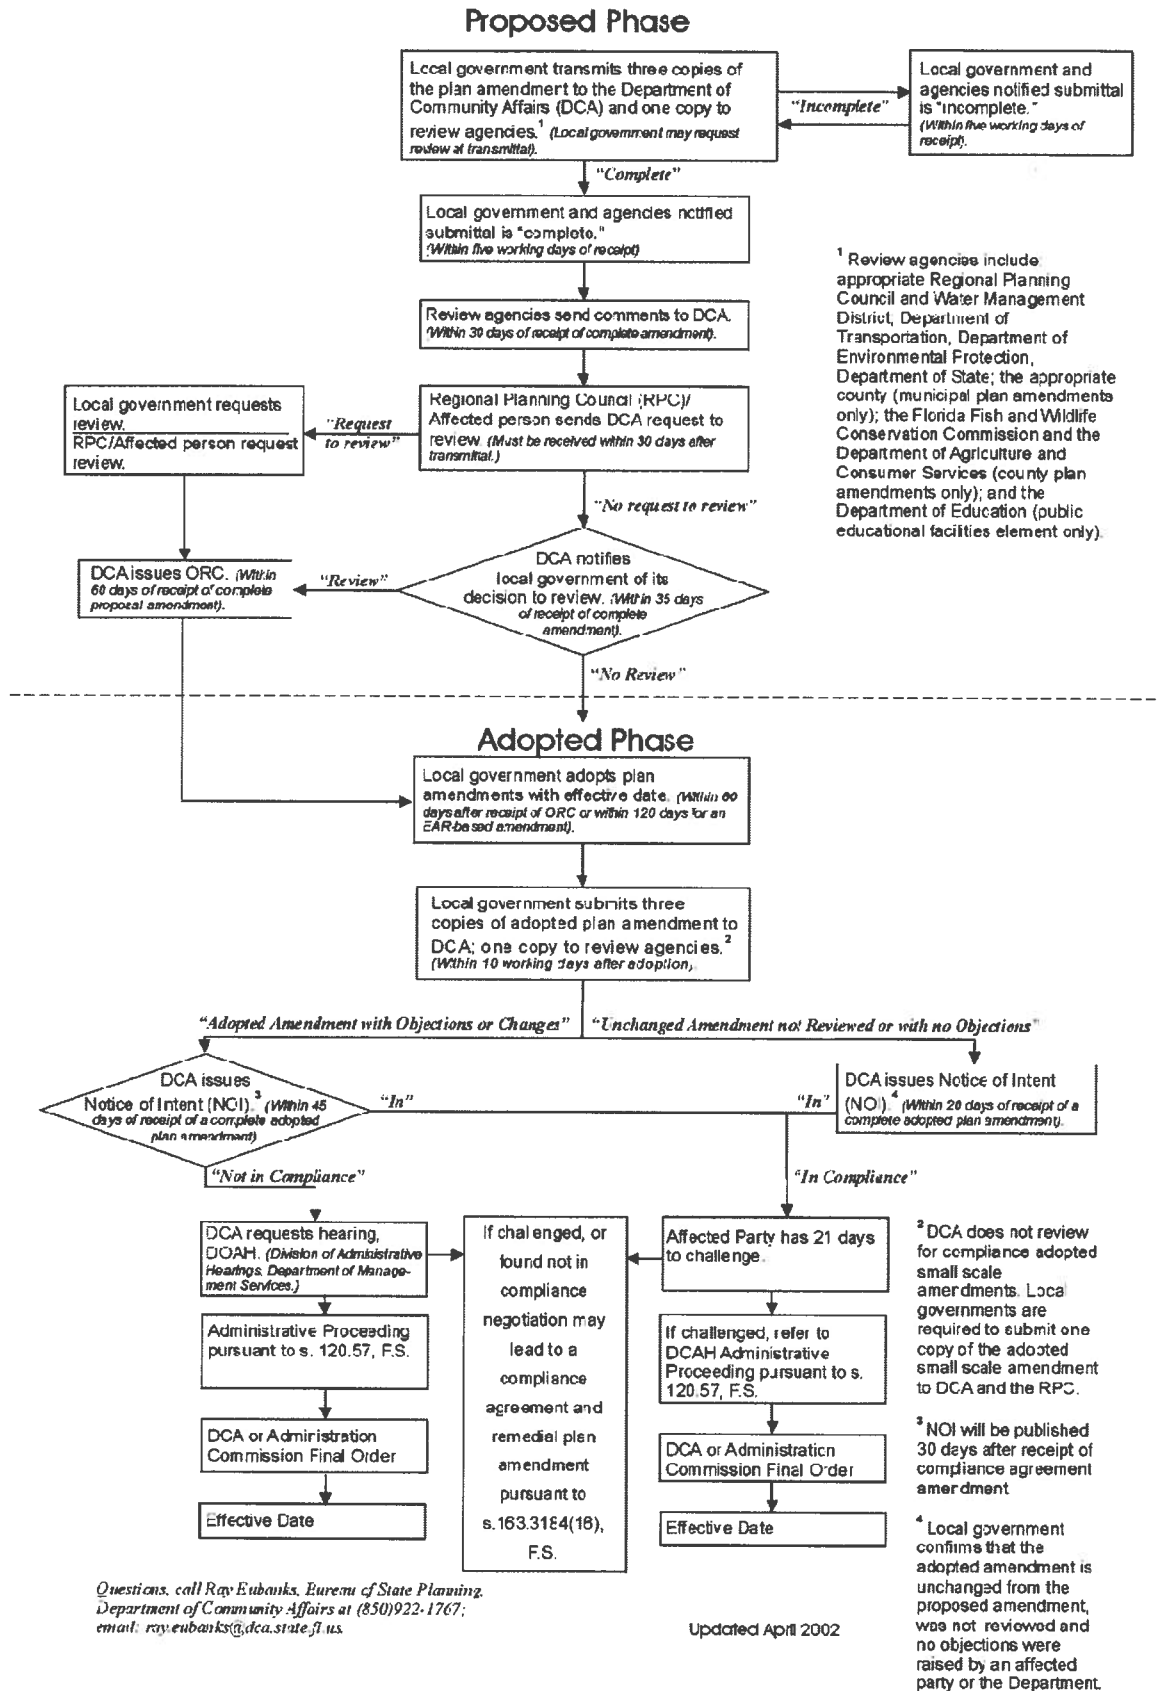 Proposed Phase
Local government transmits three copies of
the plan amendment to the Department of
Community Affairs (DCA) and one copy to
review agencies.¹ (Local government may request
review at transmittal).
"Incomplete"
Local government and
agencies notified submittal
is "incomplete."
(Within five working days of
receipt).
"Complete"
Local government and agencies notified
submittal is "complete."
(Within five working days of receipt)
Review agencies send comments to DCA.
(Within 30 days of receipt of complete amendment).
¹ Review agencies include
appropriate Regional Planning
Council and Water Management
District, Department of
Transportation, Department of
Environmental Protection,
Department of State; the appropriate
county (municipal plan amendments
only); the Florida Fish and Wildlife
Conservation Commission and the
Department of Agriculture and
Consumer Services (county plan
amendments only); and the
Department of Education (public
educational facilities element only).
Local government requests
review.
RPC/Affected person request
review.
"Request
to review"
Regional Planning Council (RPC)/
Affected person sends DCA request to
review. (Must be received within 30 days after
transmittal.)
"No request to review"
DCA issues ORC. (Within
60 days of receipt of complete
proposal amendment).
"Review"
DCA notifies
local government of its
decision to review. (Within 35 days
of receipt of complete
amendment).
"No Review"
Adopted Phase
Local government adopts plan
amendments with effective date. (Within 60
days after receipt of ORC or within 120 days for an
EAR-based amendment).
Local government submits three
copies of adopted plan amendment to
DCA; one copy to review agencies.²
(Within 10 working days after adoption).
"Adopted Amendment with Objections or Changes"
"Unchanged Amendment not Reviewed or with no Objections"
DCA issues
Notice of Intent (NOI).³ (Within 45
days of receipt of a complete adopted
plan amendment)
"In"
"In"
DCA issues Notice of Intent
(NOI).⁴ (Within 20 days of receipt of a
complete adopted plan amendment).
"Not in Compliance"
"In Compliance"
DCA requests hearing,
DOAH. (Division of Administrative
Hearings, Department of Manage-
ment Services.)
Administrative Proceeding
pursuant to s. 120.57, F.S.
DCA or Administration
Commission Final Order
Effective Date
If challenged, or
found not in
compliance
negotiation may
lead to a
compliance
agreement and
remedial plan
amendment
pursuant to
s.163.3184(16),
F.S.
Affected Party has 21 days
to challenge.
If challenged, refer to
DOAH Administrative
Proceeding pursuant to s.
120.57, F.S.
DCA or Administration
Commission Final Order
Effective Date
² DCA does not review
for compliance adopted
small scale
amendments. Local
governments are
required to submit one
copy of the adopted
small scale amendment
to DCA and the RPC.
³ NOI will be published
30 days after receipt of
compliance agreement
amendment
⁴ Local government
confirms that the
adopted amendment is
unchanged from the
proposed amendment,
was not reviewed and
no objections were
raised by an affected
party or the Department.
Questions, call Ray Eubanks, Bureau of State Planning,
Department of Community Affairs at (850)922-1767;
email: ray.eubanks@dca.state.fl.us
Updated April 2002